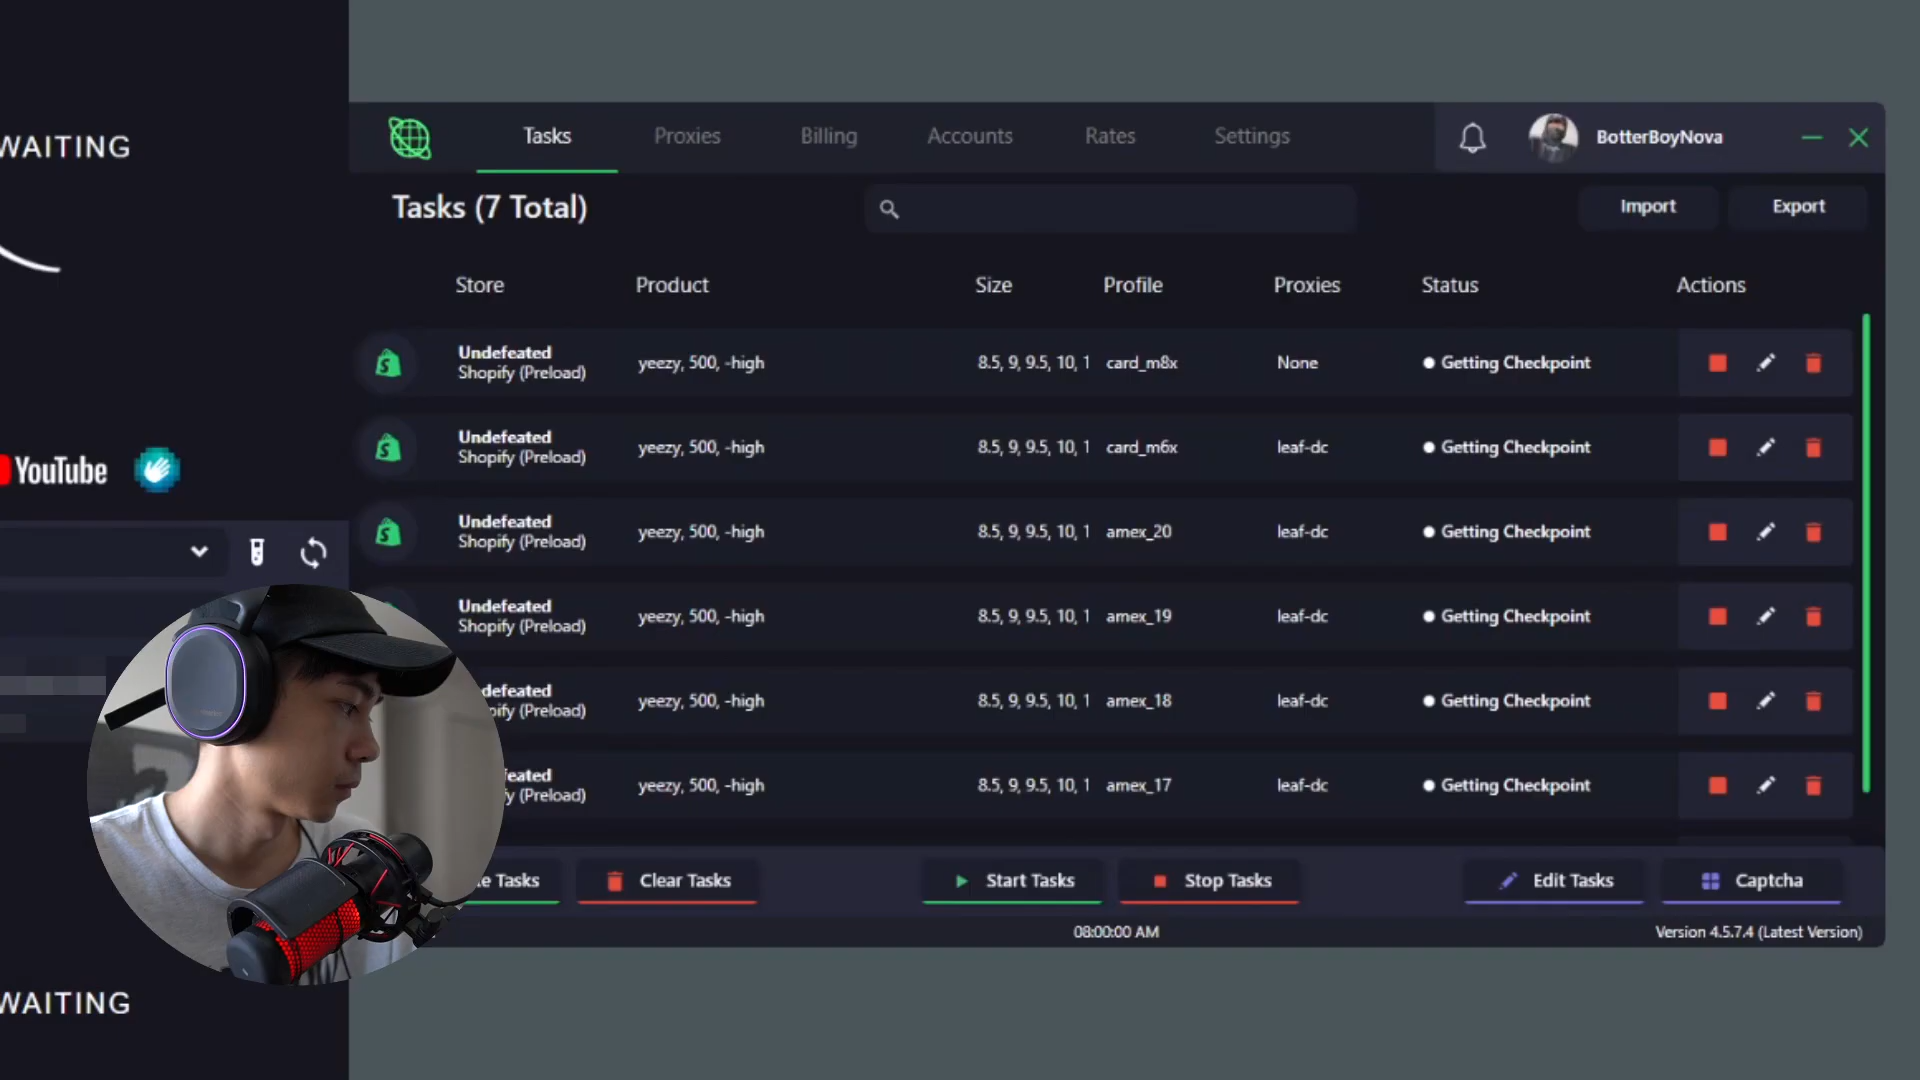 WAITING
YouTube
WAITING
Tasks Proxies Billing Accounts Rates Settings BotterBoyNova
Tasks (7 Total) Import Export
Store Product Size Profile Proxies Status Actions
Undefeated
Shopify (Preload) yeezy, 500, -high 8.5, 9, 9.5, 10, 1 card_m8x None Getting Checkpoint
Undefeated
Shopify (Preload) yeezy, 500, -high 8.5, 9, 9.5, 10, 1 card_m6x leaf-dc Getting Checkpoint
Undefeated
Shopify (Preload) yeezy, 500, -high 8.5, 9, 9.5, 10, 1 amex_20 leaf-dc Getting Checkpoint
Undefeated
Shopify (Preload) yeezy, 500, -high 8.5, 9, 9.5, 10, 1 amex_19 leaf-dc Getting Checkpoint
defeated
pify (Preload) yeezy, 500, -high 8.5, 9, 9.5, 10, 1 amex_18 leaf-dc Getting Checkpoint
feated
(Preload) yeezy, 500, -high 8.5, 9, 9.5, 10, 1 amex_17 leaf-dc Getting Checkpoint
Tasks Clear Tasks Start Tasks Stop Tasks Edit Tasks Captcha
08:00:00 AM Version 4.5.7.4 (Latest Version)